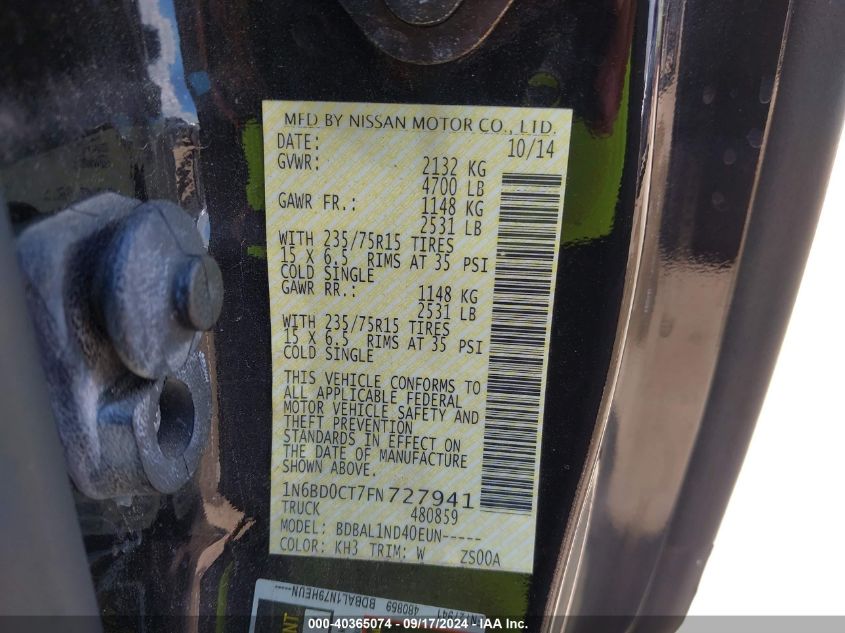 MFD BY NISSAN MOTOR CO., LTD.
DATE: 10/14
GVWR: 2132 KG
4700 LB
GAWR FR.: 1148 KG
2531 LB
WITH 235/75R15 TIRES
15 X 6.5 RIMS AT 35 PSI
COLD SINGLE
GAWR RR.: 1148 KG
2531 LB
WITH 235/75R15 TIRES
15 X 6.5 RIMS AT 35 PSI
COLD SINGLE
THIS VEHICLE CONFORMS TO
ALL APPLICABLE FEDERAL
MOTOR VEHICLE SAFETY AND
THEFT PREVENTION
STANDARDS IN EFFECT ON
THE DATE OF MANUFACTURE
SHOWN ABOVE.
1N6BD0CT7FN727941
TRUCK 480859
MODEL: BDBAL1ND40EUN-----
COLOR: KH3 TRIM: W ZS00A
480859 BDBAL1N79HEUN--
000-40365074 - 09/17/2024 - IAA Inc.